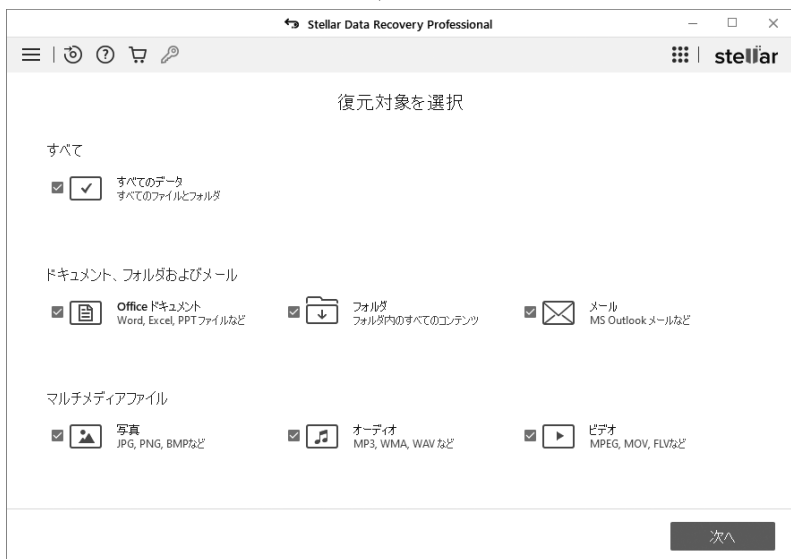 Stellar Data Recovery Professional
stellar
復元対象を選択
すべて
すべてのデータ
すべてのファイルとフォルダ
ドキュメント、フォルダおよびメール
Office ドキュメント
Word, Excel, PPTファイルなど
フォルダ
フォルダ内のすべてのコンテンツ
メール
MS Outlook メールなど
マルチメディアファイル
写真
JPG, PNG, BMPなど
オーディオ
MP3, WMA, WAV など
ビデオ
MPEG, MOV, FLVなど
次へ